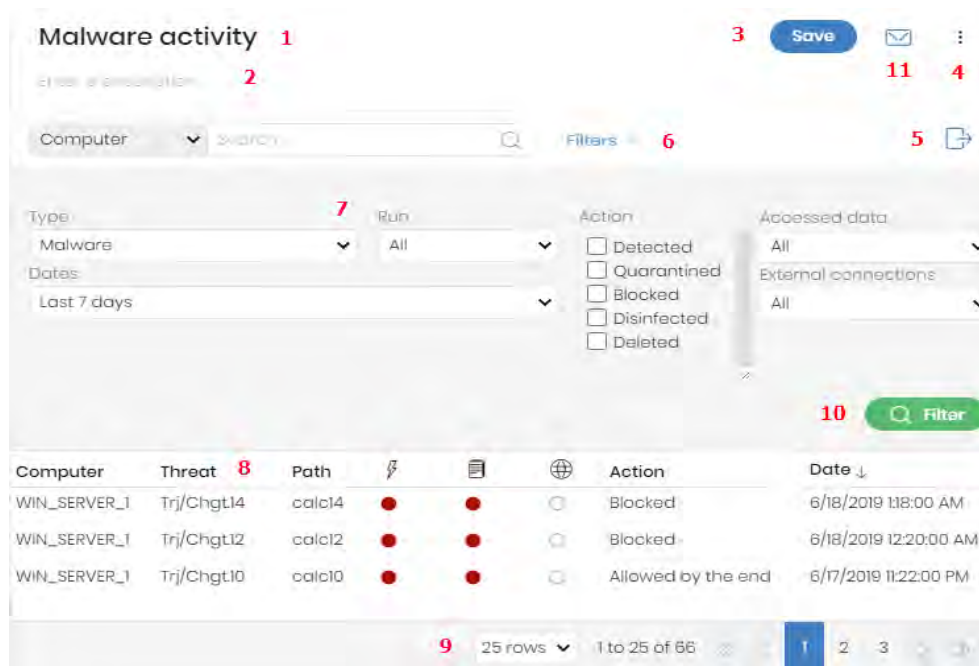 Malware activity 1 3 Save
11 4
Enter a description 2
Computer Search Filters 6 5
Type 7 Run Action Accessed data
Malware All Detected All
Quarantined
Dates External connections
Last 7 days Blocked All
Disinfected
Deleted
10 Filter
Computer Threat 8 Path Action Date ↓
WIN_SERVER_1 Trj/Chgt.14 calc14 Blocked 6/18/2019 1:18:00 AM
WIN_SERVER_1 Trj/Chgt.12 calc12 Blocked 6/18/2019 12:20:00 AM
WIN_SERVER_1 Trj/Chgt.10 calc10 Allowed by the end 6/17/2019 11:22:00 PM
9 25 rows 1 to 25 of 66 1 2 3